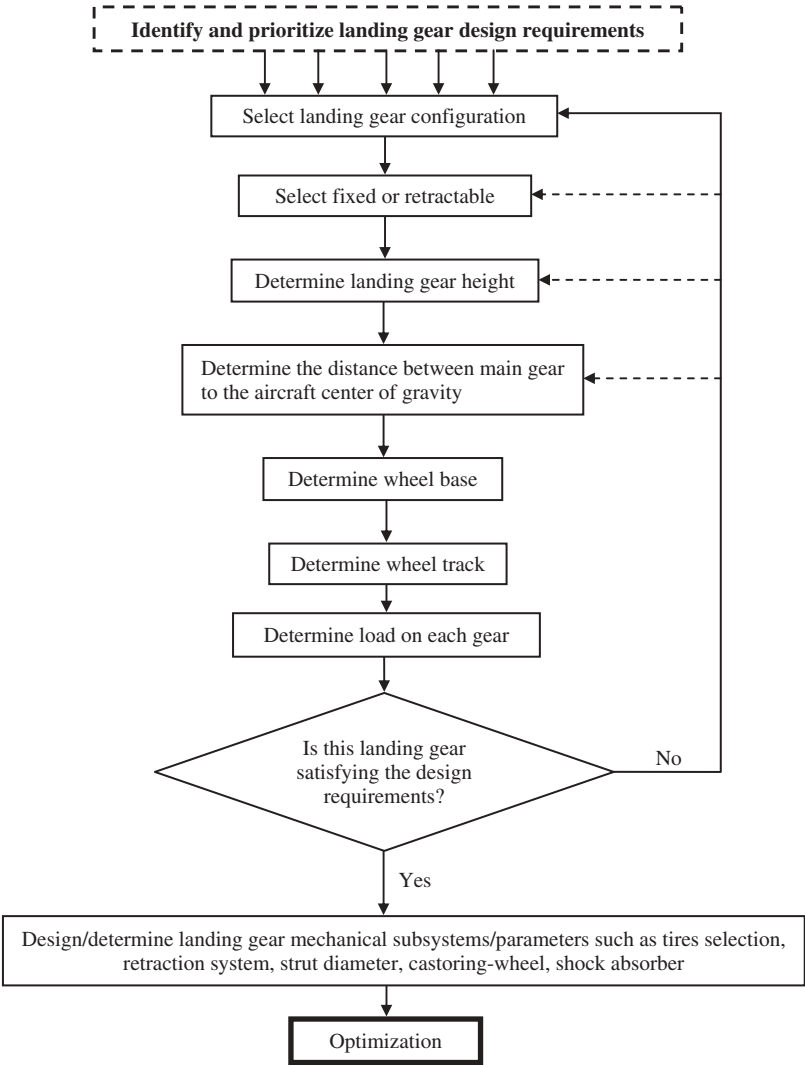 Identify and prioritize landing gear design requirements
Select landing gear configuration
Select fixed or retractable
Determine landing gear height
Determine the distance between main gear
to the aircraft center of gravity
Determine wheel base
Determine wheel track
Determine load on each gear
Is this landing gear
satisfying the design
requirements?
No
Yes
Design/determine landing gear mechanical subsystems/parameters such as tires selection,
retraction system, strut diameter, castoring-wheel, shock absorber
Optimization